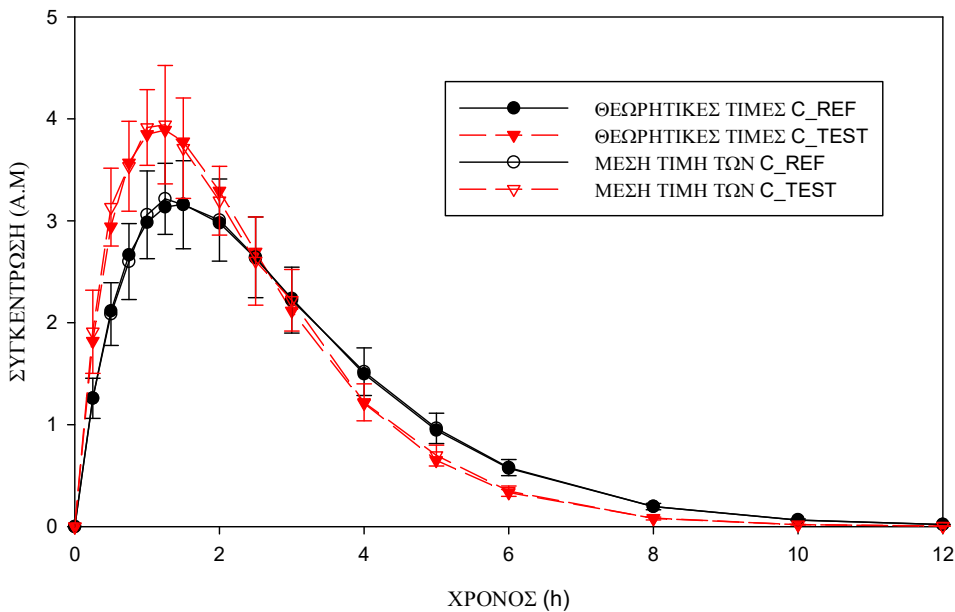 5
4
3
2
1
0
ΣΥΓΚΕΝΤΡΩΣΗ (Α.Μ)
ΘΕΩΡΗΤΙΚΕΣ ΤΙΜΕΣ C_REF
ΘΕΩΡΗΤΙΚΕΣ ΤΙΜΕΣ C_TEST
ΜΕΣΗ ΤΙΜΗ ΤΩΝ C_REF
ΜΕΣΗ ΤΙΜΗ ΤΩΝ C_TEST
0 2 4 6 8 10 12
ΧΡΟΝΟΣ (h)